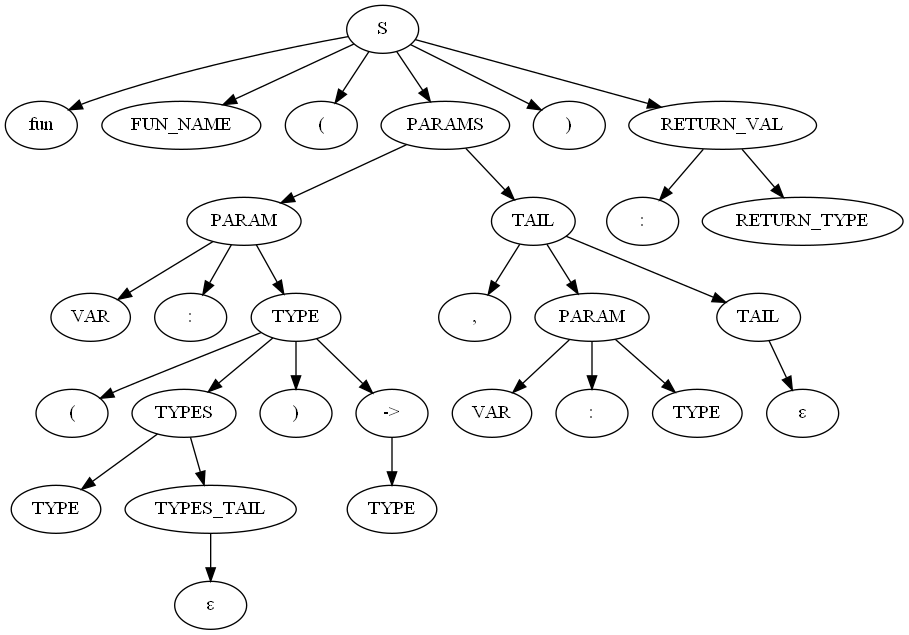 S
fun FUN_NAME ( PARAMS ) RETURN_VAL
PARAM TAIL : RETURN_TYPE
VAR : TYPE , PARAM TAIL
( TYPES ) -> VAR : TYPE ε
TYPE TYPES_TAIL TYPE
ε